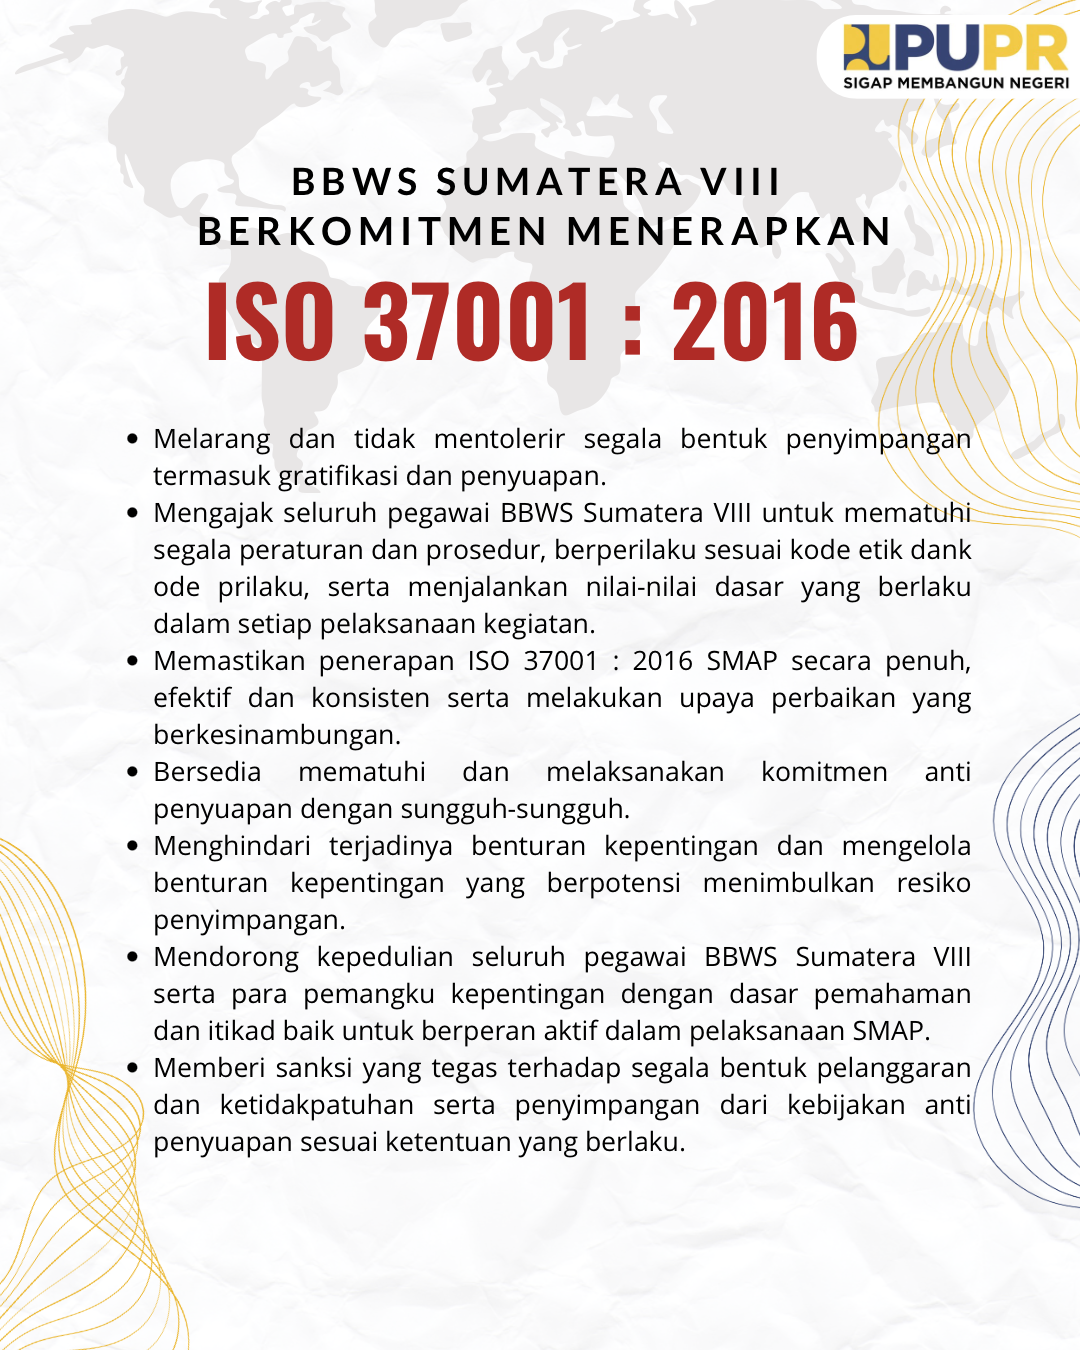 PUPR
SIGAP MEMBANGUN NEGERI
BBWS SUMATERA VIII
BERKOMITMEN MENERAPKAN
ISO 37001 : 2016
• Melarang dan tidak mentolerir segala bentuk penyimpangan
termasuk gratifikasi dan penyuapan.
• Mengajak seluruh pegawai BBWS Sumatera VIII untuk mematuhi
segala peraturan dan prosedur, berperilaku sesuai kode etik dank
ode prilaku, serta menjalankan nilai-nilai dasar yang berlaku
dalam setiap pelaksanaan kegiatan.
• Memastikan penerapan ISO 37001 : 2016 SMAP secara penuh,
efektif dan konsisten serta melakukan upaya perbaikan yang
berkesinambungan.
• Bersedia mematuhi dan melaksanakan komitmen anti
penyuapan dengan sungguh-sungguh.
• Menghindari terjadinya benturan kepentingan dan mengelola
benturan kepentingan yang berpotensi menimbulkan resiko
penyimpangan.
• Mendorong kepedulian seluruh pegawai BBWS Sumatera VIII
serta para pemangku kepentingan dengan dasar pemahaman
dan itikad baik untuk berperan aktif dalam pelaksanaan SMAP.
• Memberi sanksi yang tegas terhadap segala bentuk pelanggaran
dan ketidakpatuhan serta penyimpangan dari kebijakan anti
penyuapan sesuai ketentuan yang berlaku.